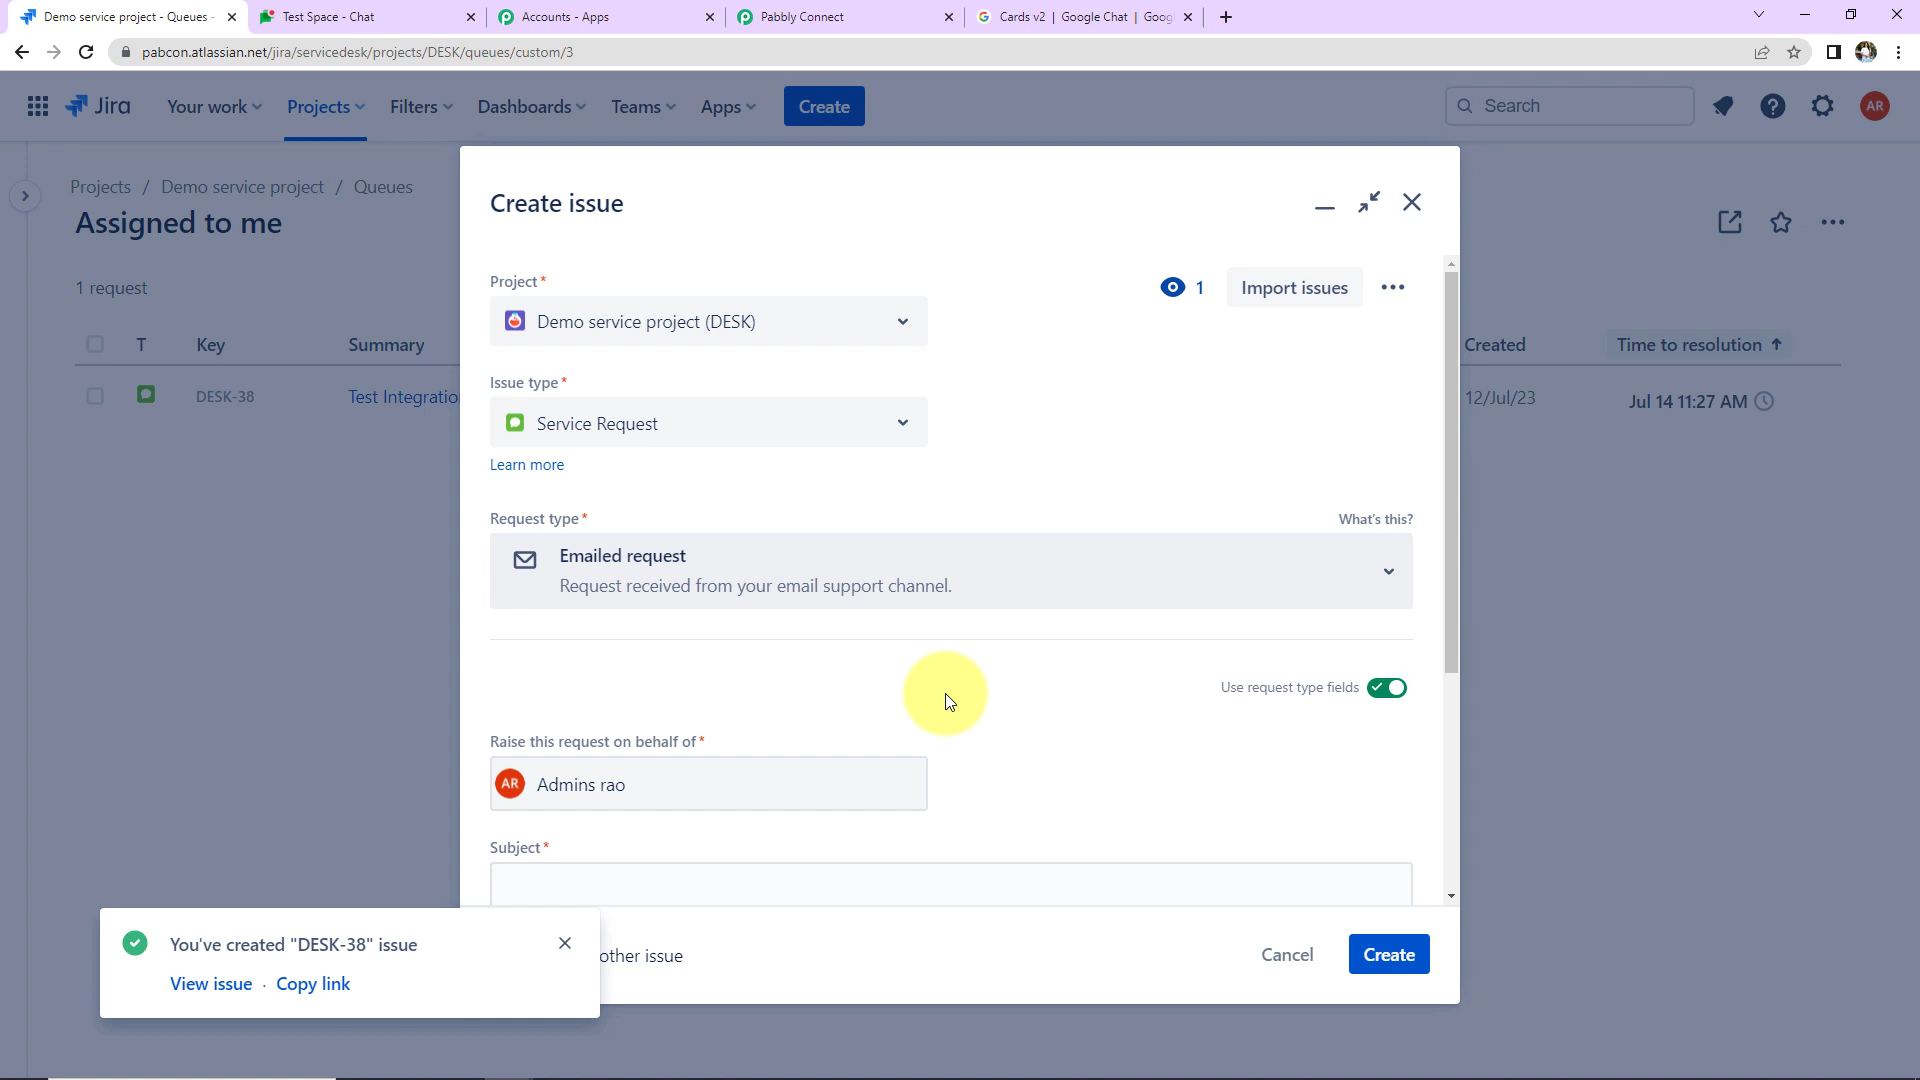 Demo service project - Queues -
Test Space - Chat
Accounts - Apps
Pabbly Connect
Cards v2 | Google Chat | Goog
pabcon.atlassian.net/jira/servicedesk/projects/DESK/queues/custom/3
Jira
Your work
Projects
Filters
Dashboards
Teams
Apps
Create
Search
AR
Projects / Demo service project / Queues
Assigned to me
1 request
T
Key
Summary
Created
Time to resolution
DESK-38
Test Integratio
12/Jul/23
Jul 14 11:27 AM
Create issue
Project*
1
Import issues
Demo service project (DESK)
Issue type*
Service Request
Learn more
Request type*
What's this?
Emailed request
Request received from your email support channel.
Use request type fields
Raise this request on behalf of*
AR
Admins rao
Subject*
other issue
Cancel
Create
You've created "DESK-38" issue
View issue · Copy link